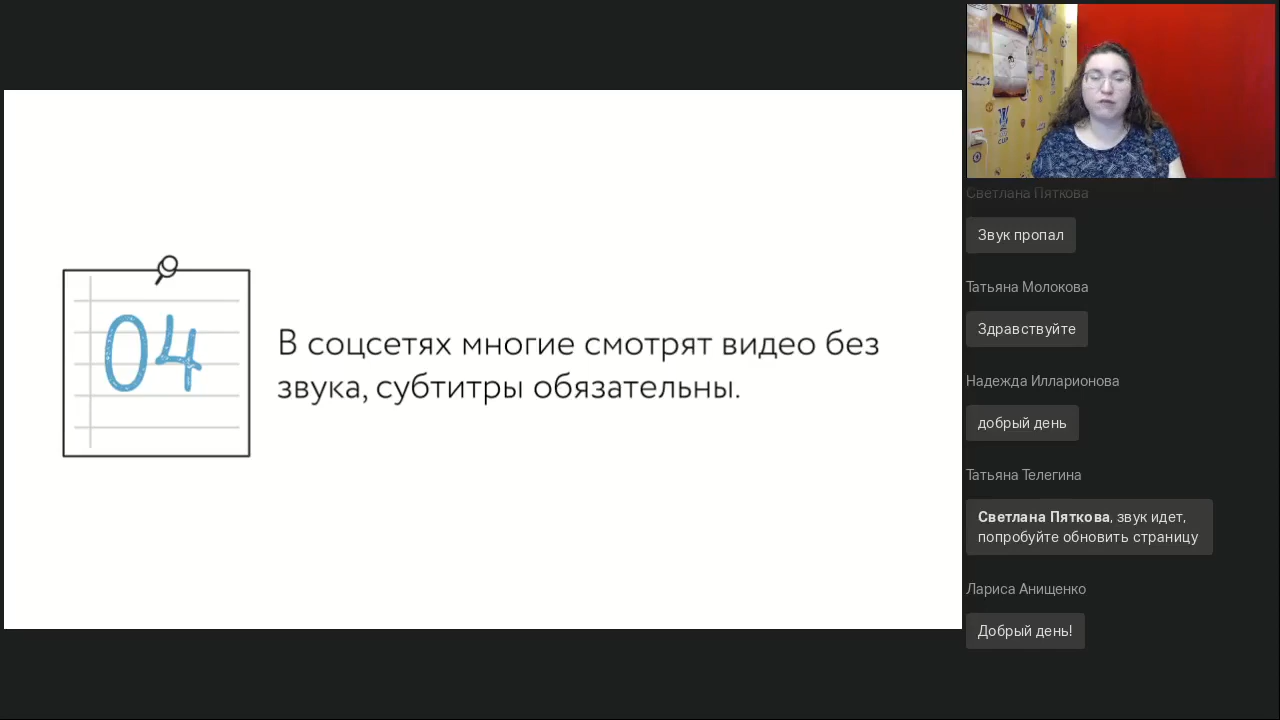 04
В соцсетях многие смотрят видео без
звука, субтитры обязательны.
CUP
Светлана Пяткова
Звук пропал
Татьяна Молокова
Здравствуйте
Надежда Илларионова
добрый день
Татьяна Телегина
Светлана Пяткова, звук идет,
попробуйте обновить страницу
Лариса Анищенко
Добрый день!